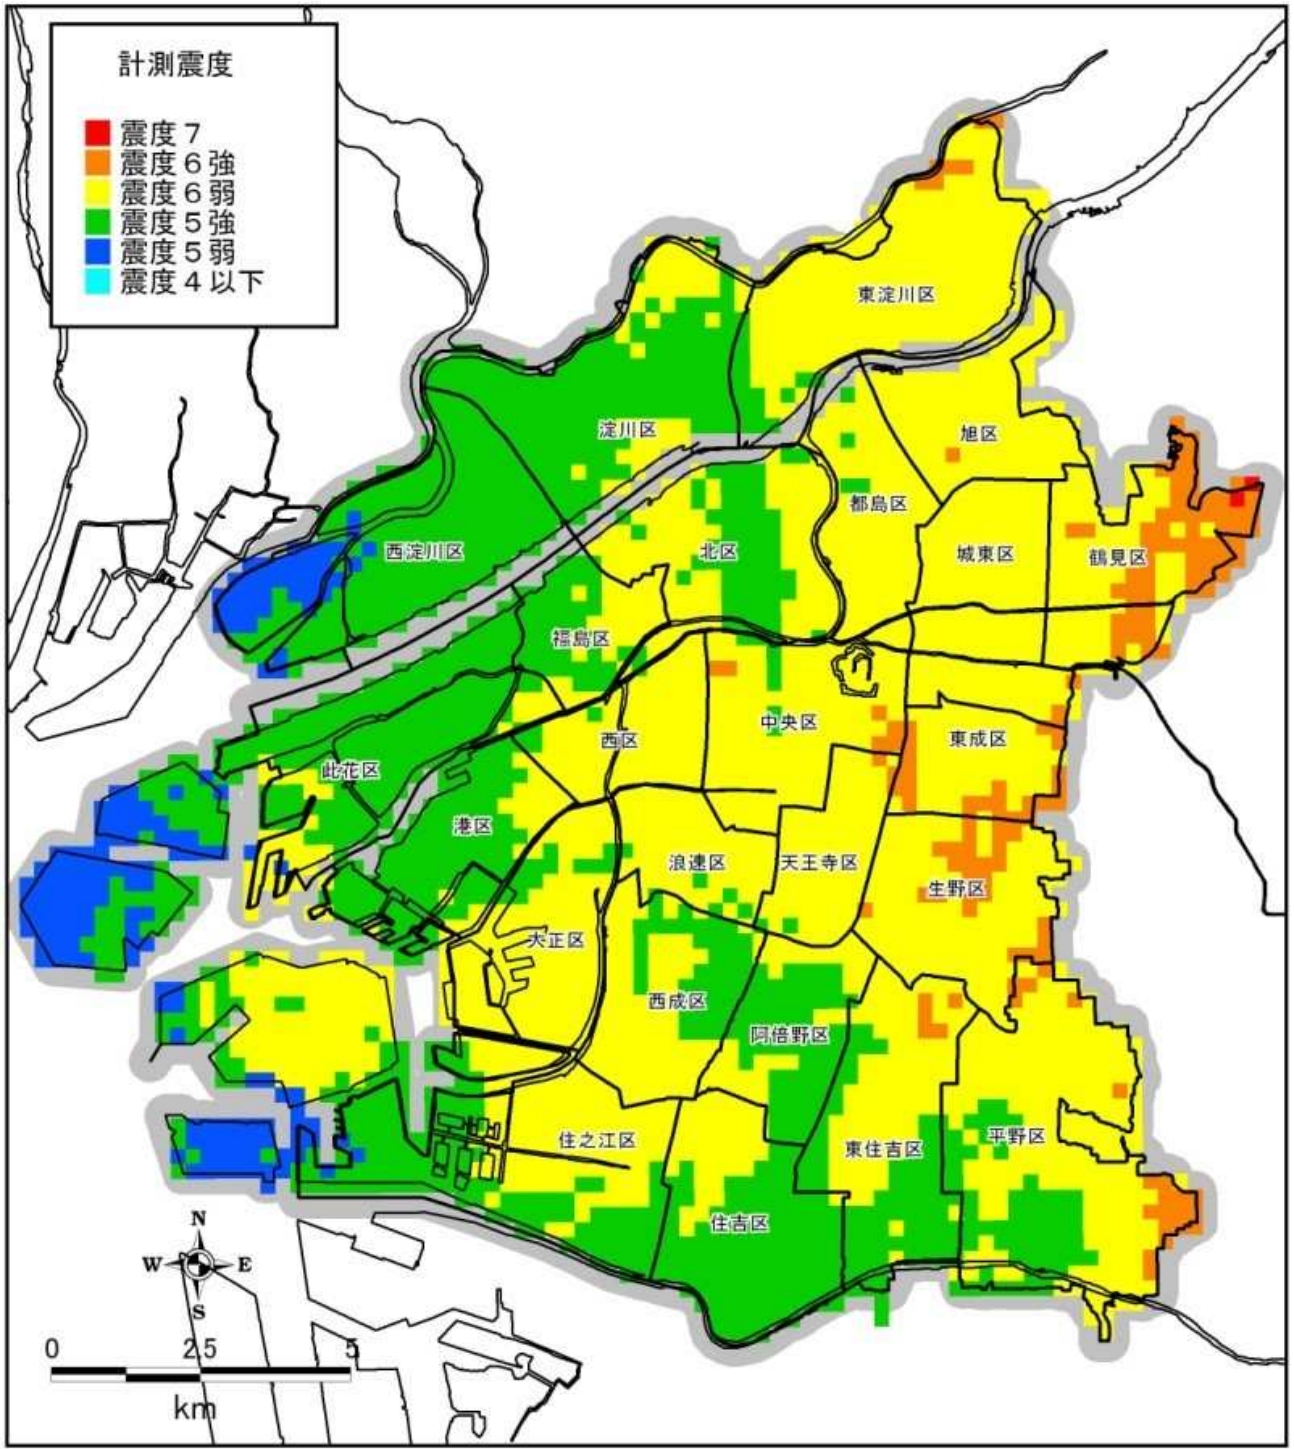 計測震度
震度７
震度６強
震度６弱
震度５強
震度５弱
震度４以下
東淀川区
淀川区
旭区
都島区
西淀川区
北区
城東区
鶴見区
福島区
中央区
西区
東成区
此花区
港区
浪速区
天王寺区
生野区
大正区
西成区
阿倍野区
住之江区
東住吉区
平野区
住吉区
N
W
E
S
0
2.5
5
km